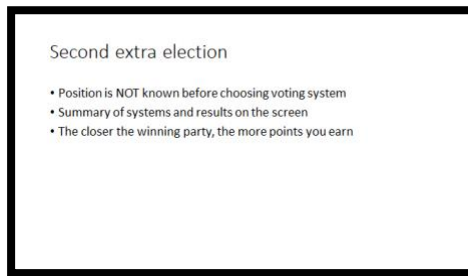 Second extra election
• Position is NOT known before choosing voting system
• Summary of systems and results on the screen
• The closer the winning party, the more points you earn